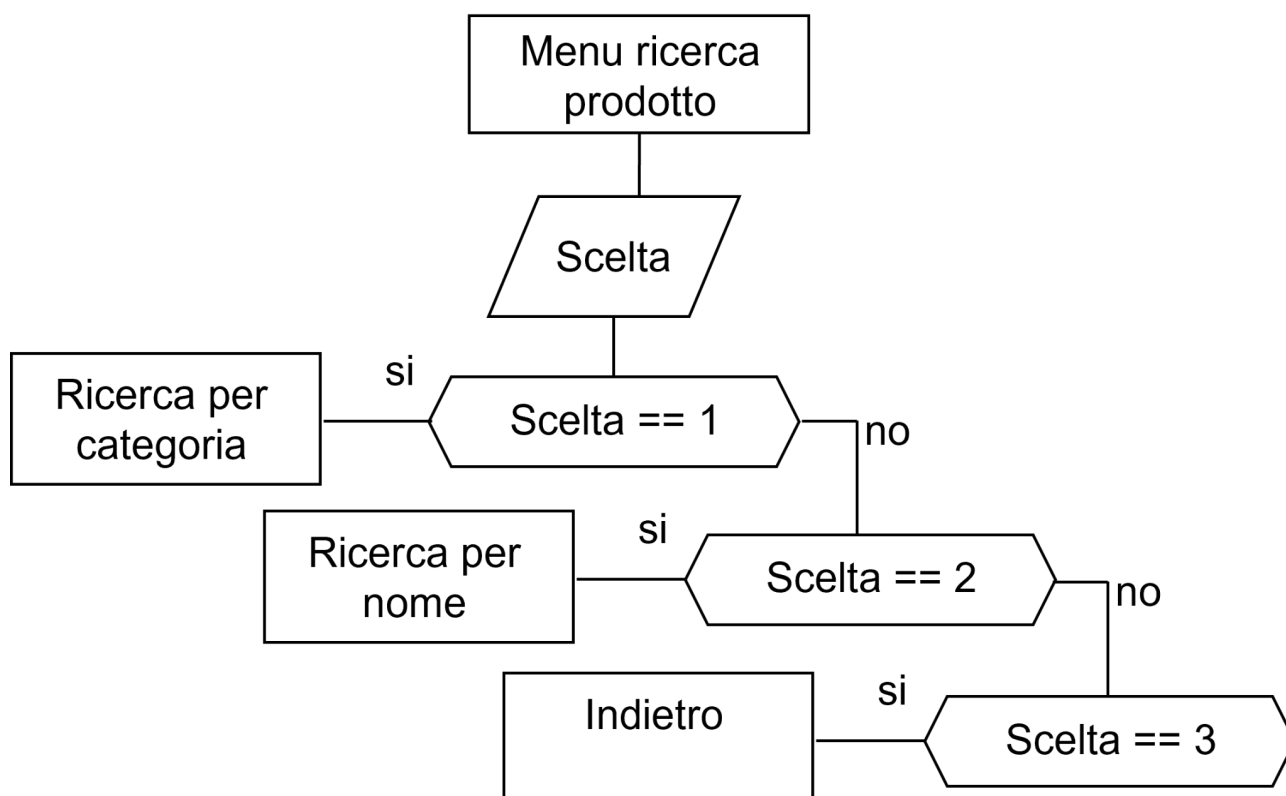 Menu ricerca
prodotto
Scelta
si
Ricerca per
categoria
Scelta == 1
no
si
Ricerca per
nome
Scelta == 2
no
si
Indietro
Scelta == 3